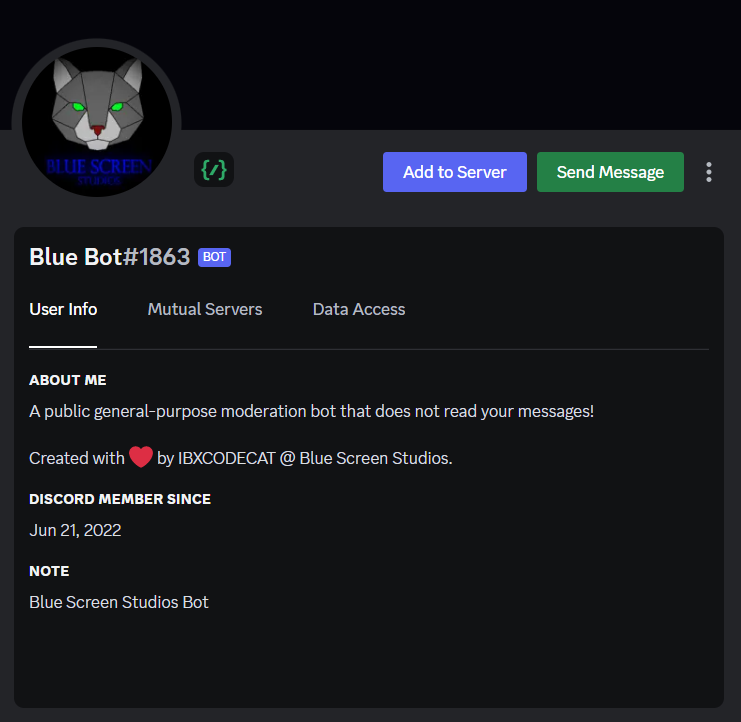 BLUE SCREEN
STUDIOS
{/}
Add to Server
Send Message
Blue Bot#1863 BOT
User Info
Mutual Servers
Data Access
ABOUT ME
A public general-purpose moderation bot that does not read your messages!
Created with ❤ by IBXCODECAT @ Blue Screen Studios.
DISCORD MEMBER SINCE
Jun 21, 2022
NOTE
Blue Screen Studios Bot